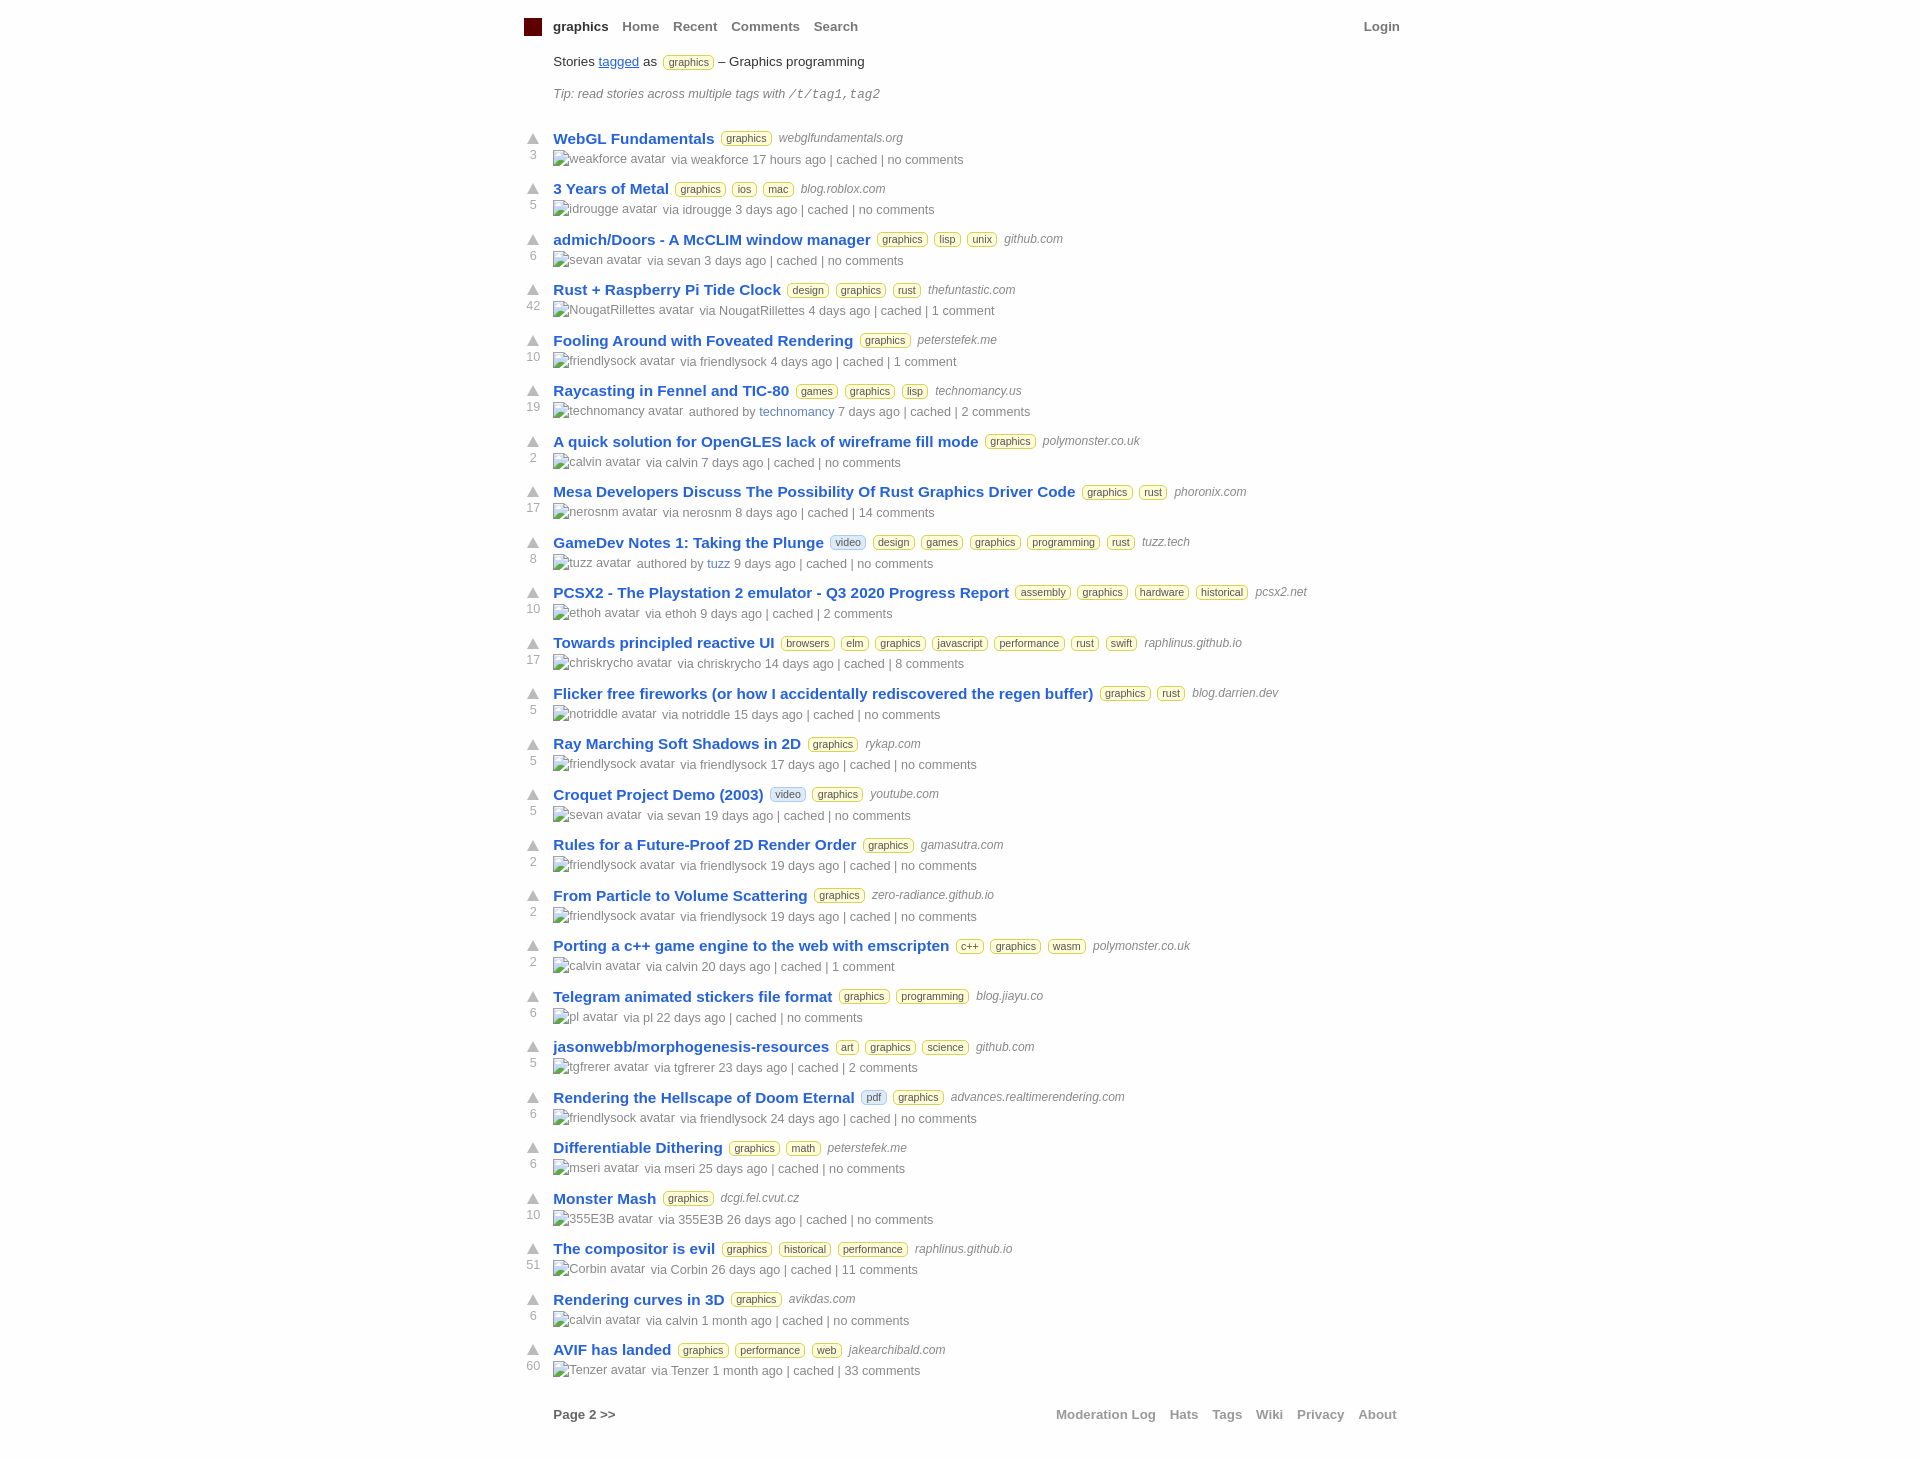 graphics Home Recent Comments Search Login
Stories tagged as graphics – Graphics programming
Tip: read stories across multiple tags with /t/tag1,tag2
WebGL Fundamentals graphics webglfundamentals.org
3 weakforce avatar via weakforce 17 hours ago | cached | no comments
3 Years of Metal graphics ios mac blog.roblox.com
5 idrougge avatar via idrougge 3 days ago | cached | no comments
admich/Doors - A McCLIM window manager graphics lisp unix github.com
6 sevan avatar via sevan 3 days ago | cached | no comments
Rust + Raspberry Pi Tide Clock design graphics rust thefuntastic.com
42 NougatRillettes avatar via NougatRillettes 4 days ago | cached | 1 comment
Fooling Around with Foveated Rendering graphics peterstefek.me
10 friendlysock avatar via friendlysock 4 days ago | cached | 1 comment
Raycasting in Fennel and TIC-80 games graphics lisp technomancy.us
19 technomancy avatar authored by technomancy 7 days ago | cached | 2 comments
A quick solution for OpenGLES lack of wireframe fill mode graphics polymonster.co.uk
2 calvin avatar via calvin 7 days ago | cached | no comments
Mesa Developers Discuss The Possibility Of Rust Graphics Driver Code graphics rust phoronix.com
17 nerosnm avatar via nerosnm 8 days ago | cached | 14 comments
GameDev Notes 1: Taking the Plunge video design games graphics programming rust tuzz.tech
8 tuzz avatar authored by tuzz 9 days ago | cached | no comments
PCSX2 - The Playstation 2 emulator - Q3 2020 Progress Report assembly graphics hardware historical pcsx2.net
10 ethoh avatar via ethoh 9 days ago | cached | 2 comments
Towards principled reactive UI browsers elm graphics javascript performance rust swift raphlinus.github.io
17 chriskrycho avatar via chriskrycho 14 days ago | cached | 8 comments
Flicker free fireworks (or how I accidentally rediscovered the regen buffer) graphics rust blog.darrien.dev
5 notriddle avatar via notriddle 15 days ago | cached | no comments
Ray Marching Soft Shadows in 2D graphics rykap.com
5 friendlysock avatar via friendlysock 17 days ago | cached | no comments
Croquet Project Demo (2003) video graphics youtube.com
5 sevan avatar via sevan 19 days ago | cached | no comments
Rules for a Future-Proof 2D Render Order graphics gamasutra.com
2 friendlysock avatar via friendlysock 19 days ago | cached | no comments
From Particle to Volume Scattering graphics zero-radiance.github.io
2 friendlysock avatar via friendlysock 19 days ago | cached | no comments
Porting a c++ game engine to the web with emscripten c++ graphics wasm polymonster.co.uk
2 calvin avatar via calvin 20 days ago | cached | 1 comment
Telegram animated stickers file format graphics programming blog.jiayu.co
6 pl avatar via pl 22 days ago | cached | no comments
jasonwebb/morphogenesis-resources art graphics science github.com
5 tgfrerer avatar via tgfrerer 23 days ago | cached | 2 comments
Rendering the Hellscape of Doom Eternal pdf graphics advances.realtimerendering.com
6 friendlysock avatar via friendlysock 24 days ago | cached | no comments
Differentiable Dithering graphics math peterstefek.me
6 mseri avatar via mseri 25 days ago | cached | no comments
Monster Mash graphics dcgi.fel.cvut.cz
10 355E3B avatar via 355E3B 26 days ago | cached | no comments
The compositor is evil graphics historical performance raphlinus.github.io
51 Corbin avatar via Corbin 26 days ago | cached | 11 comments
Rendering curves in 3D graphics avikdas.com
6 calvin avatar via calvin 1 month ago | cached | no comments
AVIF has landed graphics performance web jakearchibald.com
60 Tenzer avatar via Tenzer 1 month ago | cached | 33 comments
Page 2 >> Moderation Log Hats Tags Wiki Privacy About